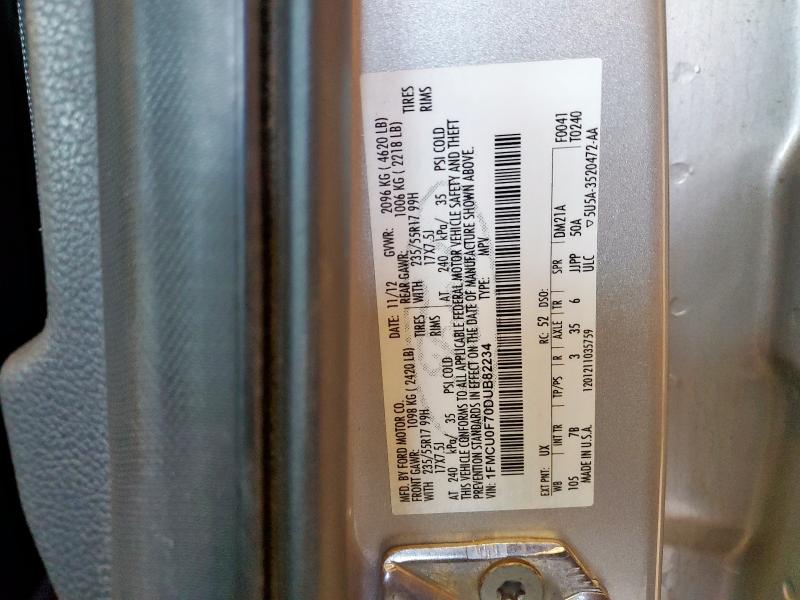 MFD. BY FORD MOTOR CO. DATE: 11/12 GVWR: 2096 KG ( 4620 LB)
FRONT GAWR: 1098 KG ( 2420 LB) REAR GAWR: 1006 KG ( 2218 LB)
WITH 235/55R17 99H TIRES WITH 235/55R17 99H TIRES
17X7.5J RIMS 17X7.5J RIMS
AT 240 kPa/ 35 PSI COLD AT 240 kPa/ 35 PSI COLD
THIS VEHICLE CONFORMS TO ALL APPLICABLE FEDERAL MOTOR VEHICLE SAFETY AND THEFT
PREVENTION STANDARDS IN EFFECT ON THE DATE OF MANUFACTURE SHOWN ABOVE.
VIN: 1FMCU0F70DUB82234 TYPE: MPV
EXT PNT: UX RC: 52 DSO: F0041
WB INT TR TP/PS R AXLE TR SPR DM21A T0240
105 7B 3 35 6 JJPP 50A
MADE IN U.S.A. 120121103575​9 ULC ▽5U5A-3520472-AA